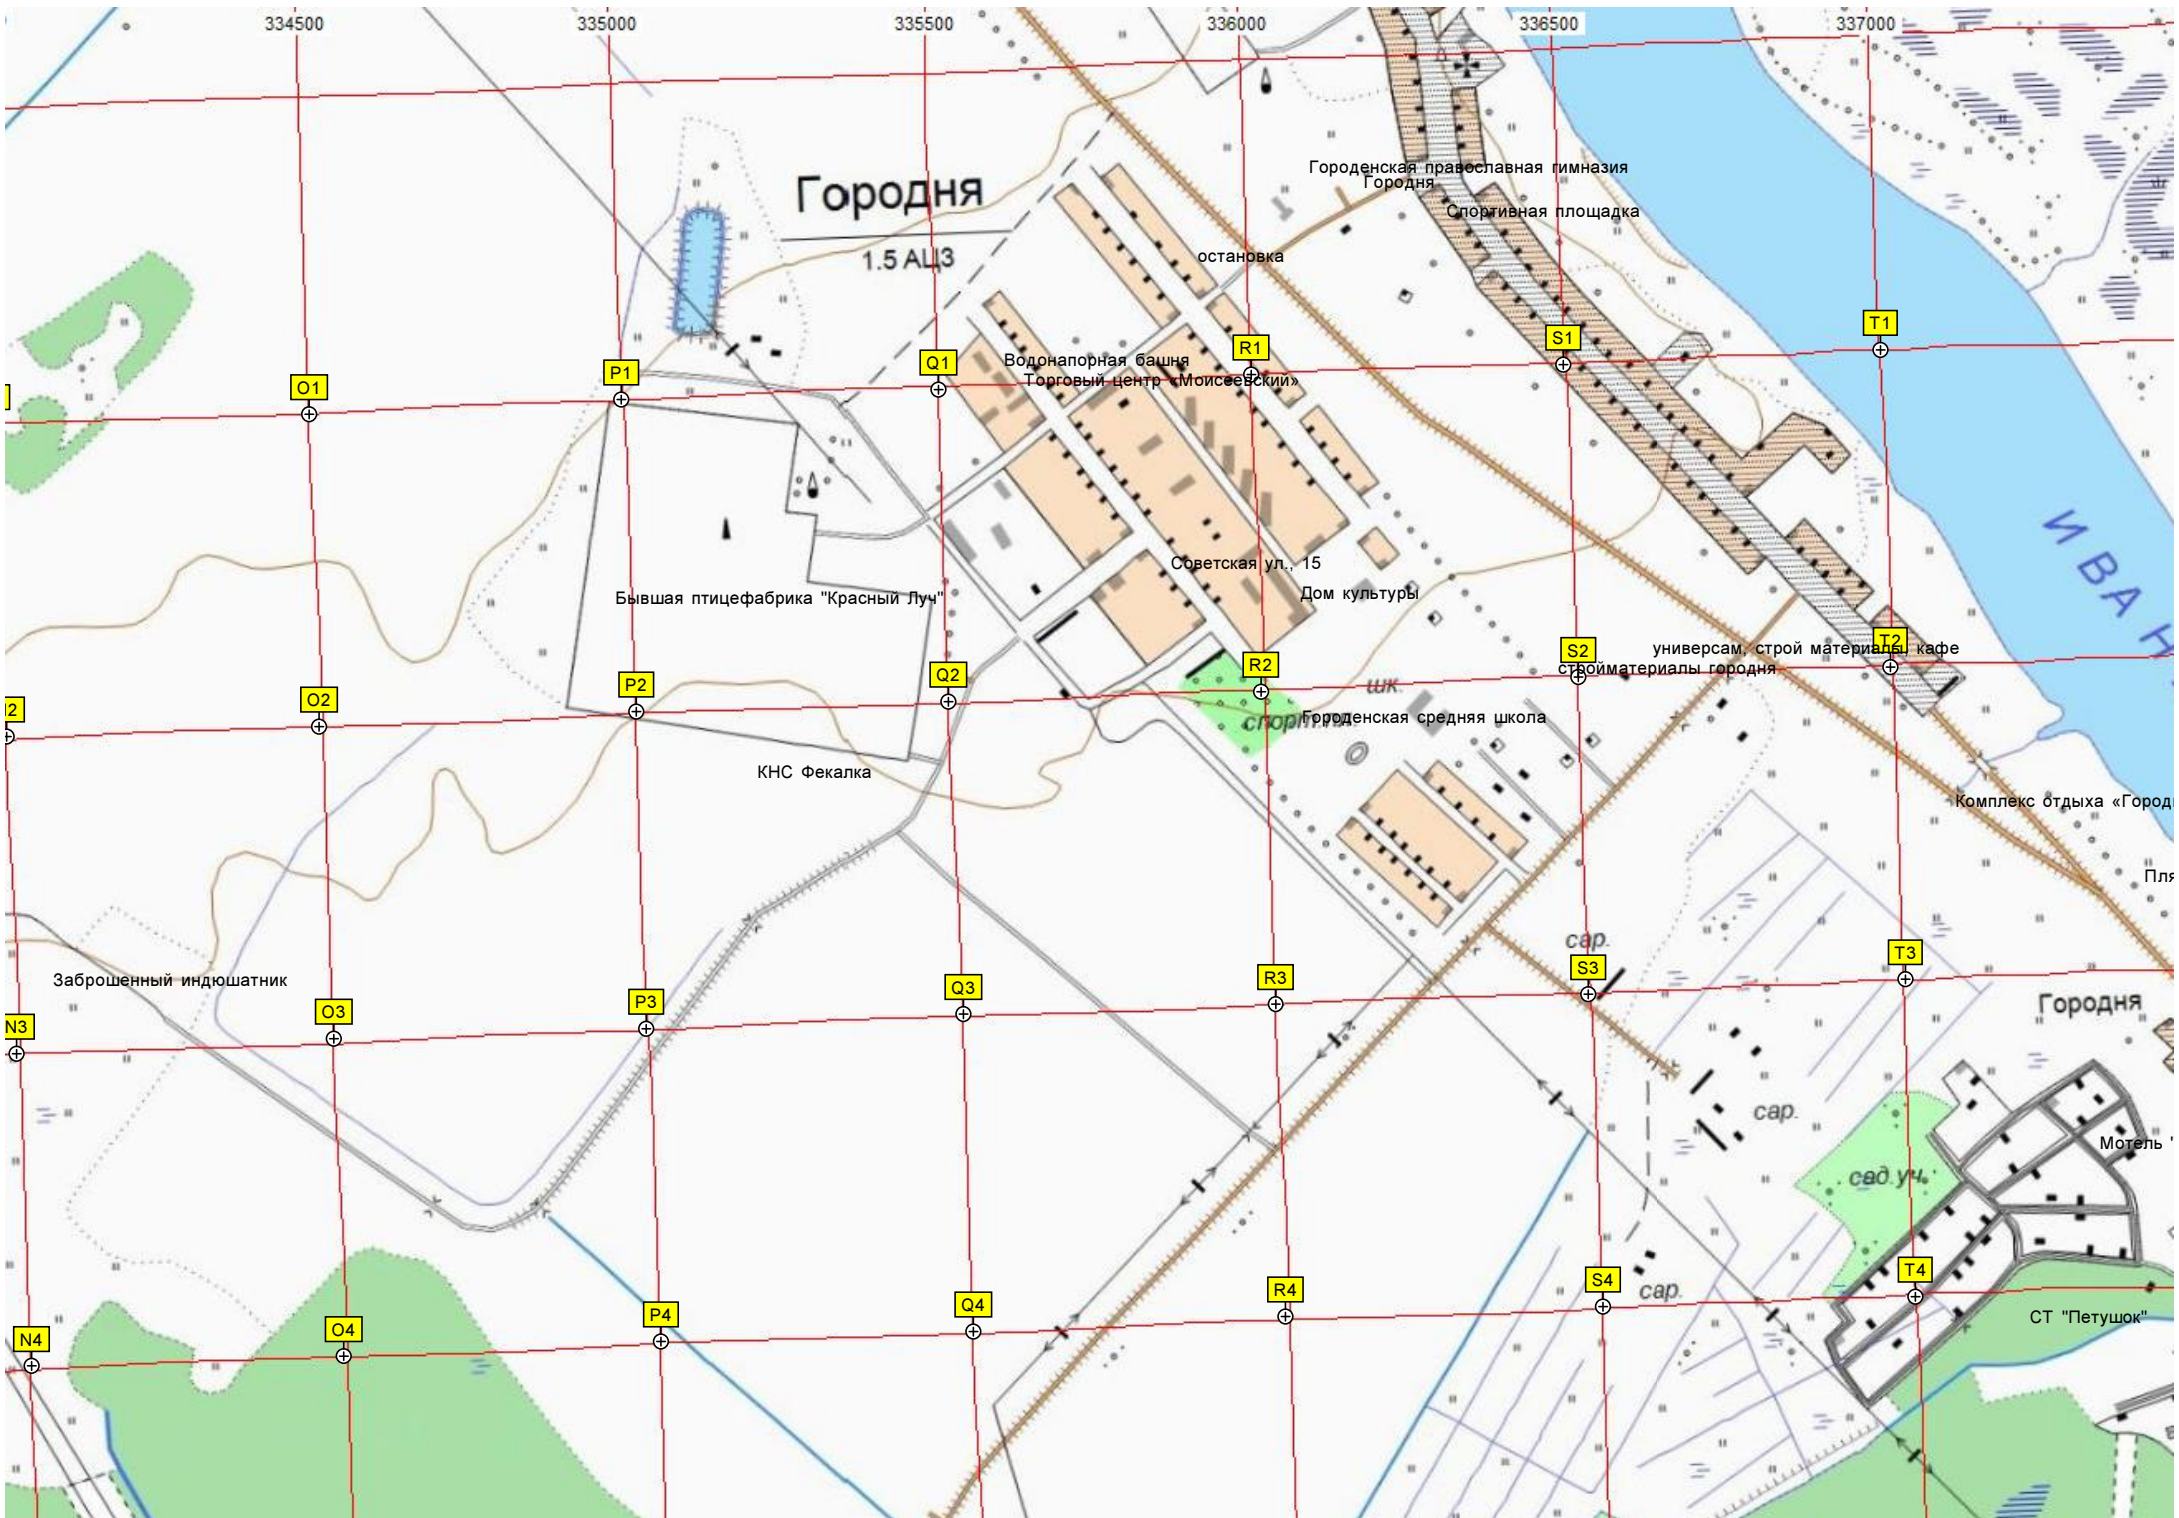 334500 335000 335500 336000 336500 337000
Городенская православная гимназия
Городня
Городня
Спортивная площадка
1.5 АЦЗ
остановка
T1
S1
R1
Q1
Водонапорная башня
P1
Торговый центр «Моисеевский»
O1
И В А Н
Советская ул., 15
Дом культуры
Бывшая птицефабрика "Красный Луч"
T2
универсам, строй материалы, кафе
S2
стройматериалы городня
R2
Q2
шк.
P2
O2
спорт.пл.
Городенская средняя школа
КНС Фекалка
Комплекс отдыха «Город
Пля
сар.
T3
S3
R3
Заброшенный индюшатник
Q3
P3
Городня
O3
N3
сар.
Мотель "
сад.уч.
T4
S4
сар.
R4
Q4
P4
СТ "Петушок"
O4
N4